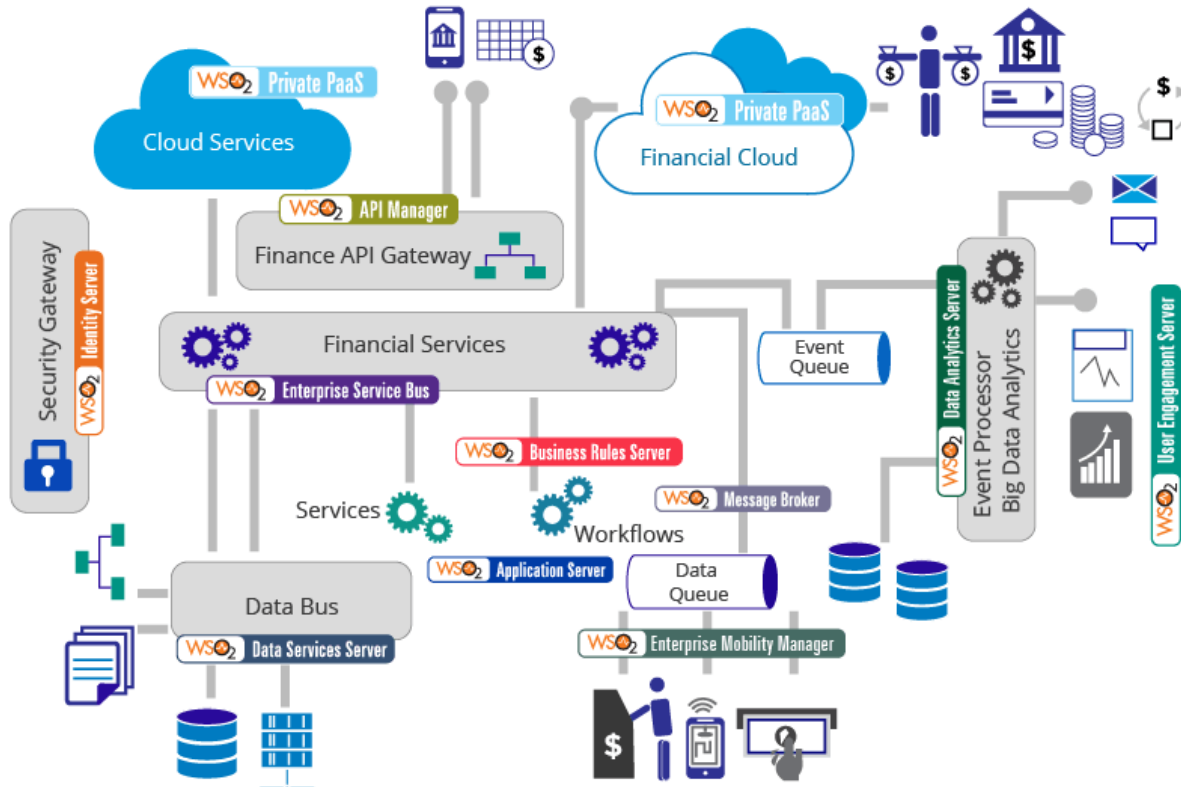 WSO2 Private PaaS
Cloud Services
$
WSO2 Private PaaS
Financial Cloud
$
$
$
$
WSO2 API Manager
Finance API Gateway
Security Gateway
WSO2 Identity Server
Financial Services
WSO2 Enterprise Service Bus
Event
Queue
WSO2 Data Analytics Server
Event Processor
Big Data Analytics
WSO2 User Engagement Server
WSO2 Business Rules Server
Services
Workflows
WSO2 Message Broker
WSO2 Application Server
Data
Queue
Data Bus
WSO2 Data Services Server
WSO2 Enterprise Mobility Manager
$